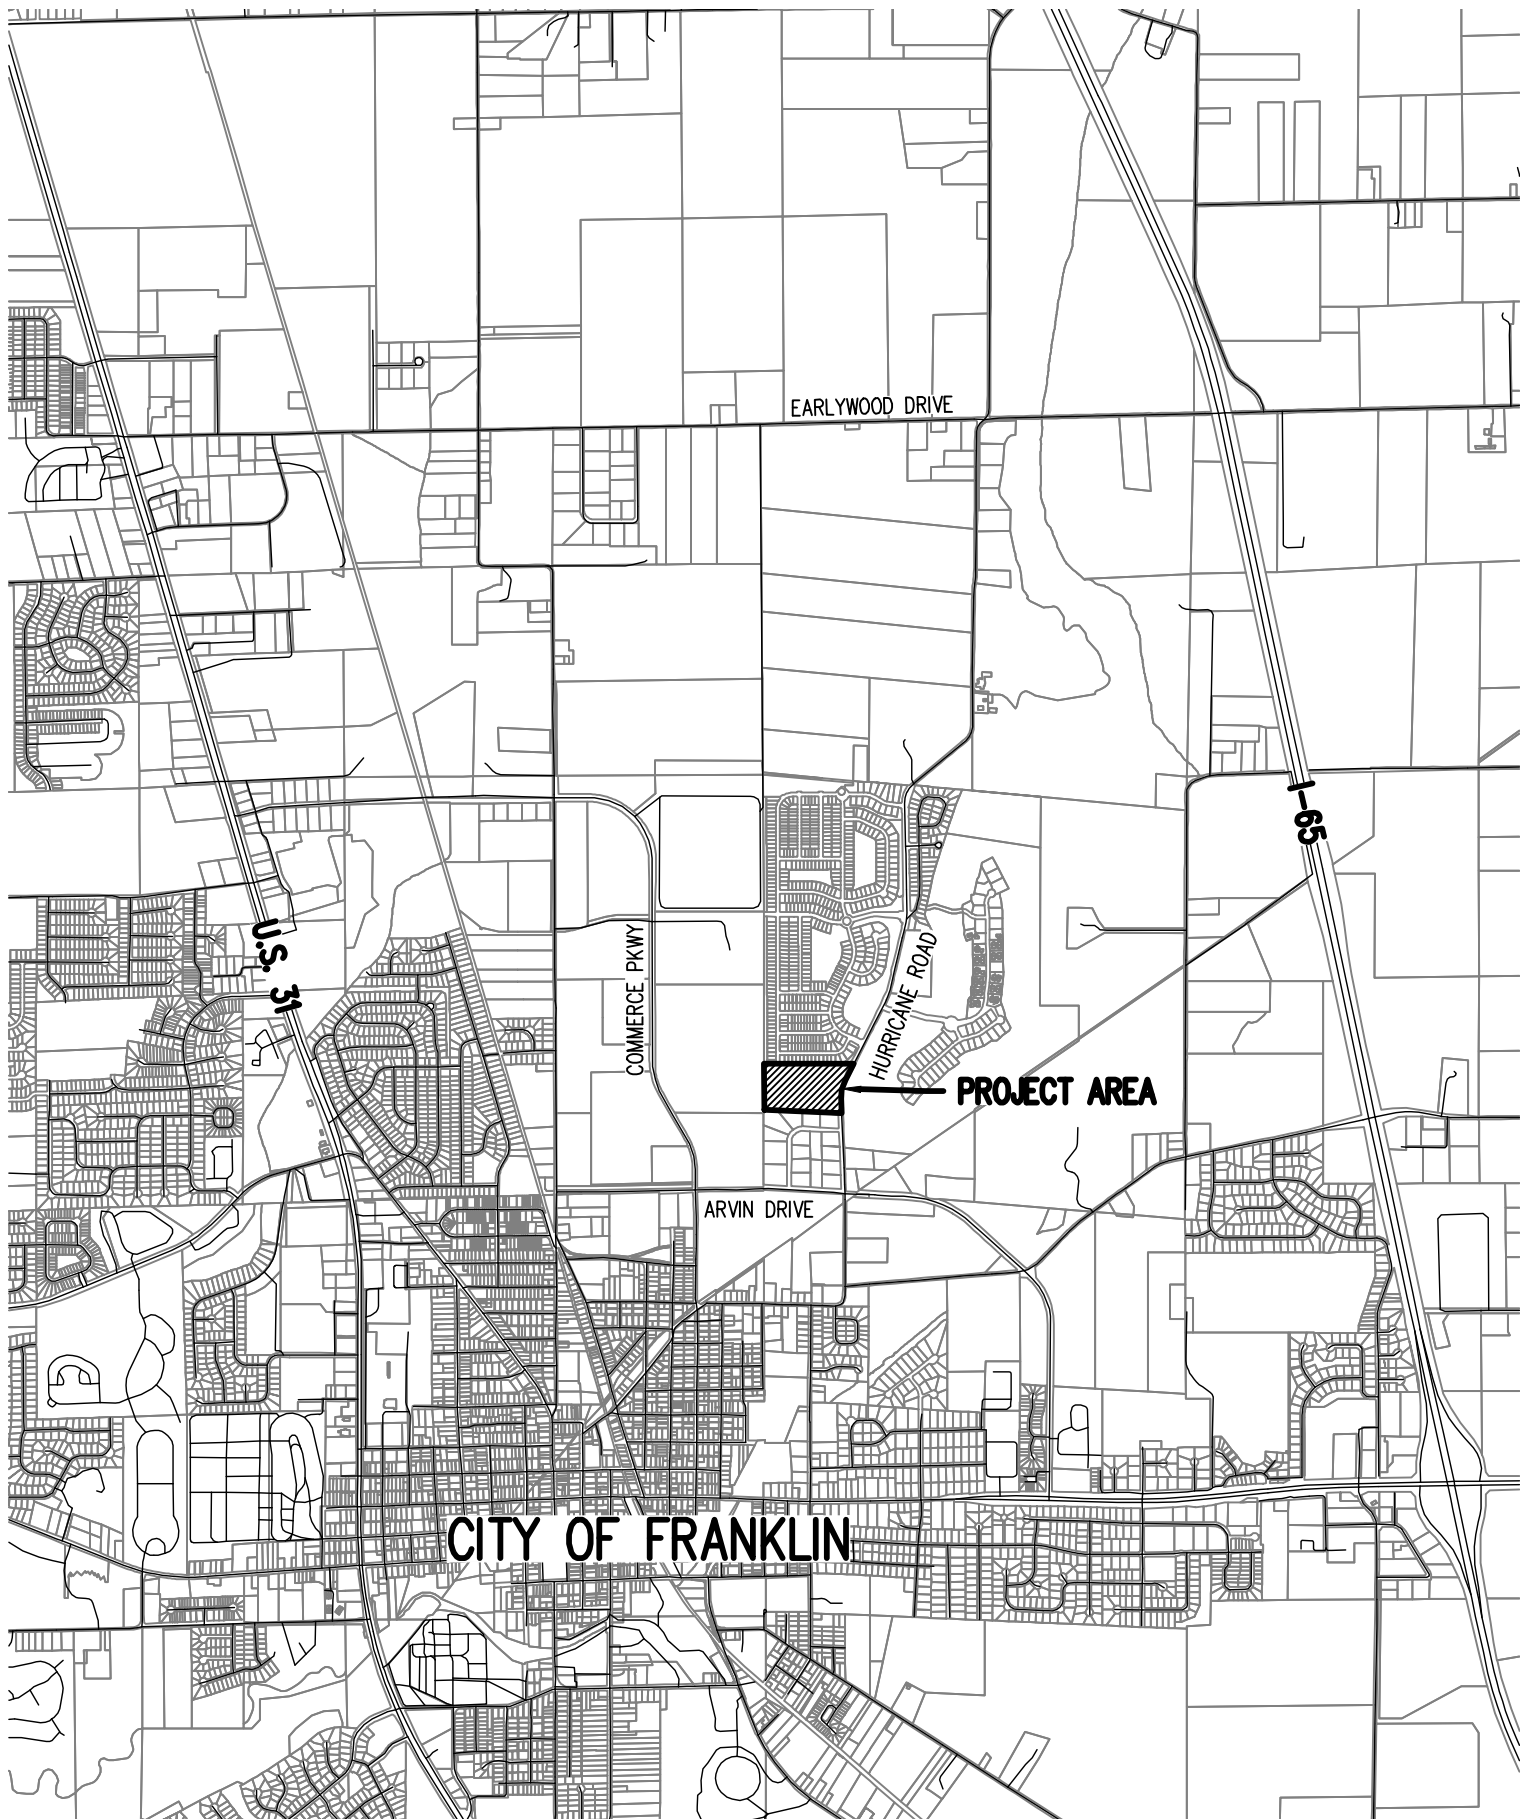 EARLYWOOD DRIVE
I-65
U.S. 31
COMMERCE PKWY
HURRICANE ROAD
PROJECT AREA
ARVIN DRIVE
CITY OF FRANKLIN